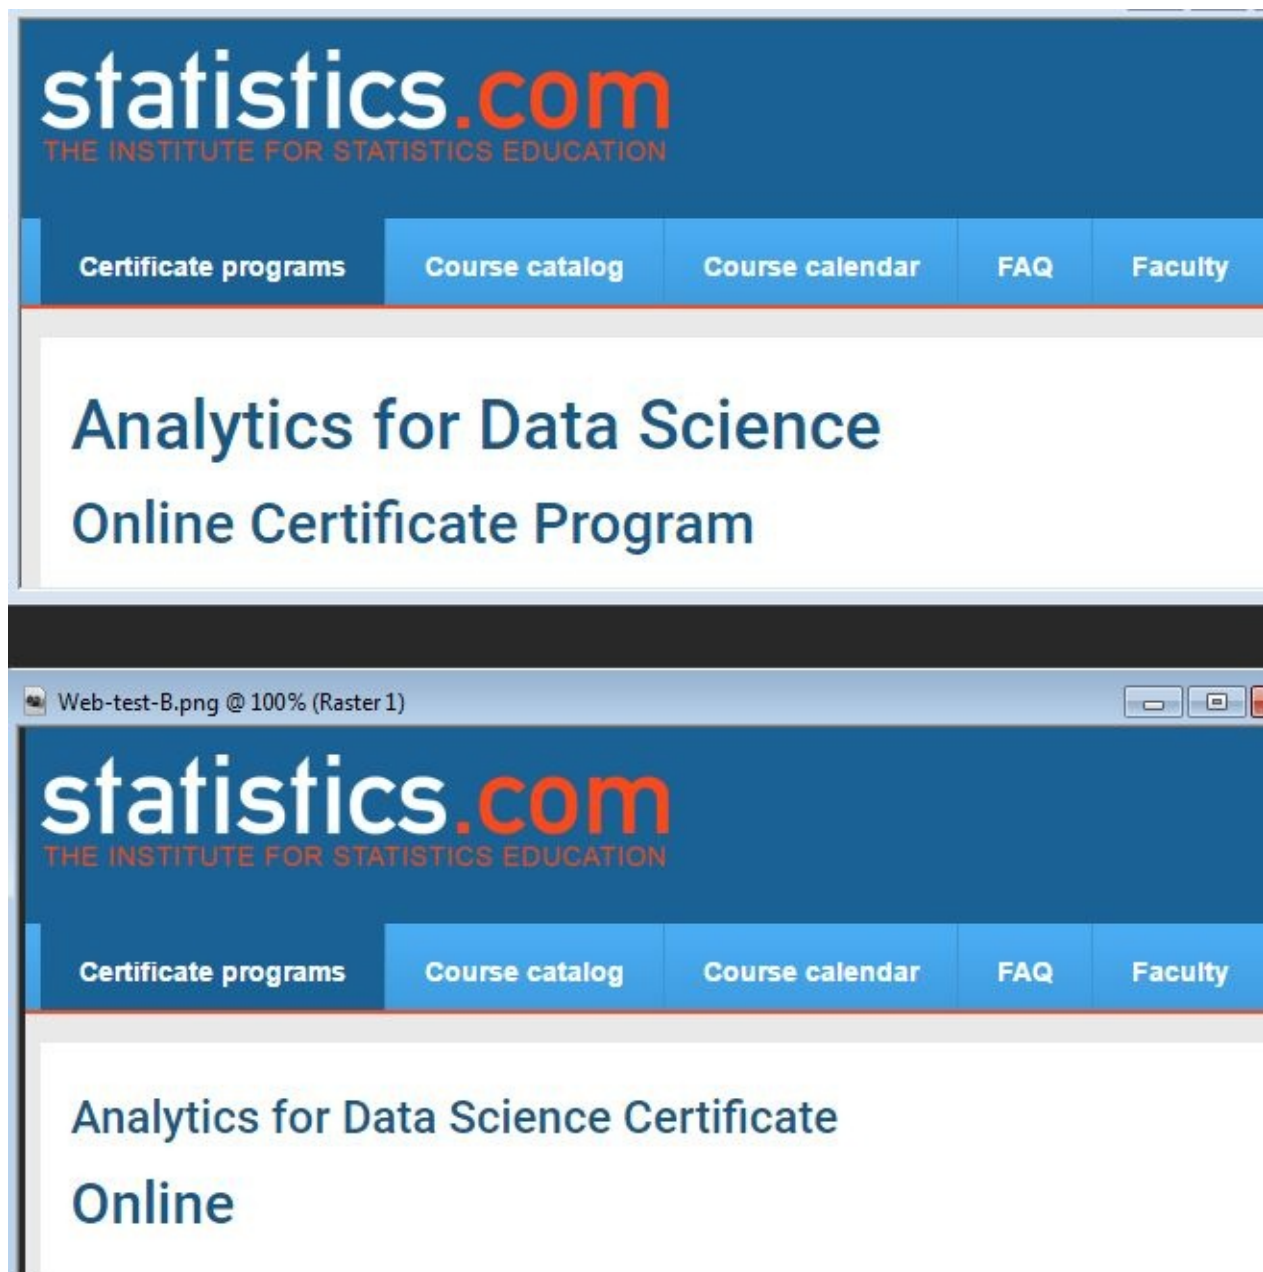 statistics.com
THE INSTITUTE FOR STATISTICS EDUCATION
Certificate programs Course catalog Course calendar FAQ Faculty
Analytics for Data Science
Online Certificate Program
Web-test-B.png @ 100% (Raster 1)
statistics.com
THE INSTITUTE FOR STATISTICS EDUCATION
Certificate programs Course catalog Course calendar FAQ Faculty
Analytics for Data Science Certificate
Online